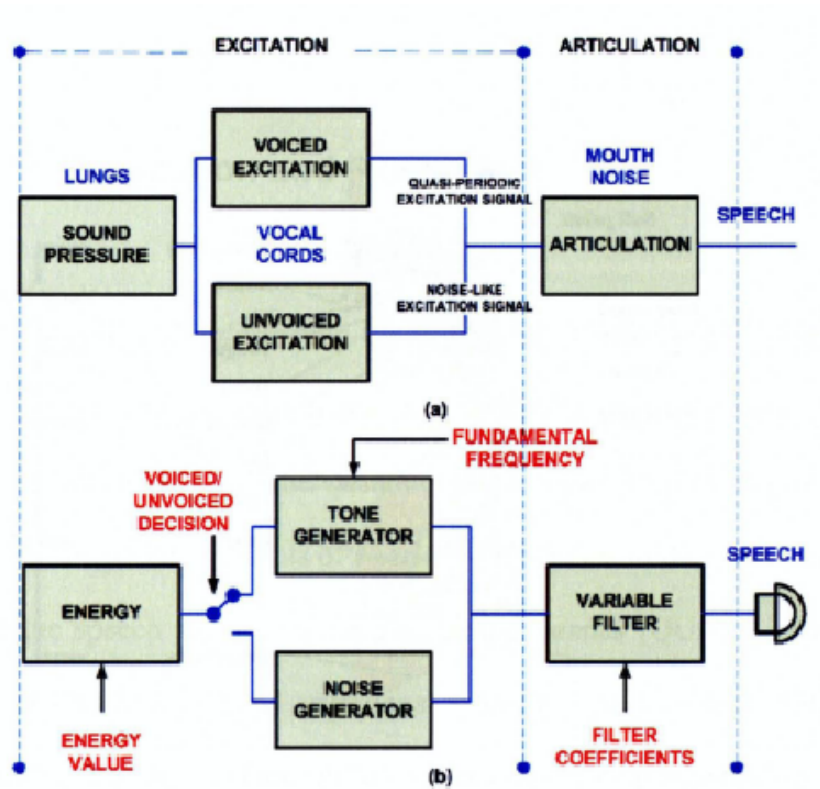 EXCITATION
ARTICULATION
LUNGS
SOUND
PRESSURE
VOICED
EXCITATION
VOCAL
CORDS
UNVOICED
EXCITATION
QUASI-PERIODIC
EXCITATION SIGNAL
NOISE-LIKE
EXCITATION SIGNAL
MOUTH
NOISE
ARTICULATION
SPEECH
(a)
FUNDAMENTAL
FREQUENCY
VOICED/
UNVOICED
DECISION
TONE
GENERATOR
ENERGY
NOISE
GENERATOR
ENERGY
VALUE
VARIABLE
FILTER
SPEECH
FILTER
COEFFICIENTS
(b)